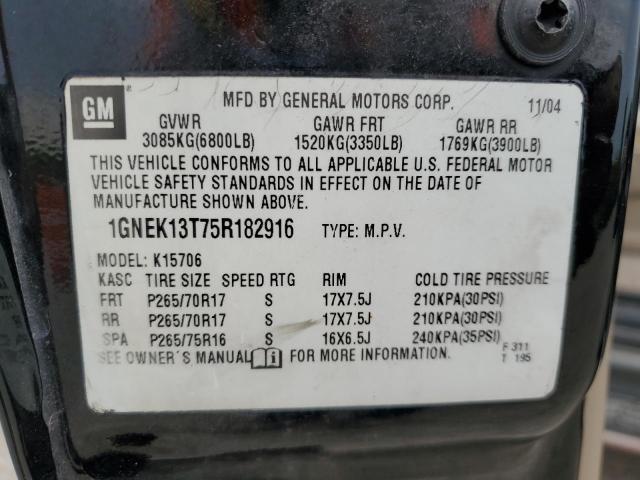 GM
MFD BY GENERAL MOTORS CORP. 11/04
GVWR GAWR FRT GAWR RR
3085KG(6800LB) 1520KG(3350LB) 1769KG(3900LB)
THIS VEHICLE CONFORMS TO ALL APPLICABLE U.S. FEDERAL MOTOR
VEHICLE SAFETY STANDARDS IN EFFECT ON THE DATE OF
MANUFACTURE SHOWN ABOVE.
1GNEK13T75R182916 TYPE: M.P.V.
MODEL: K15706
KASC TIRE SIZE SPEED RTG RIM COLD TIRE PRESSURE
FRT P265/70R17 S 17X7.5J 210KPA(30PSI)
RR P265/70R17 S 17X7.5J 210KPA(30PSI)
SPA P265/75R16 S 16X6.5J 240KPA(35PSI)
SEE OWNER'S MANUAL FOR MORE INFORMATION.
F 311
T 195